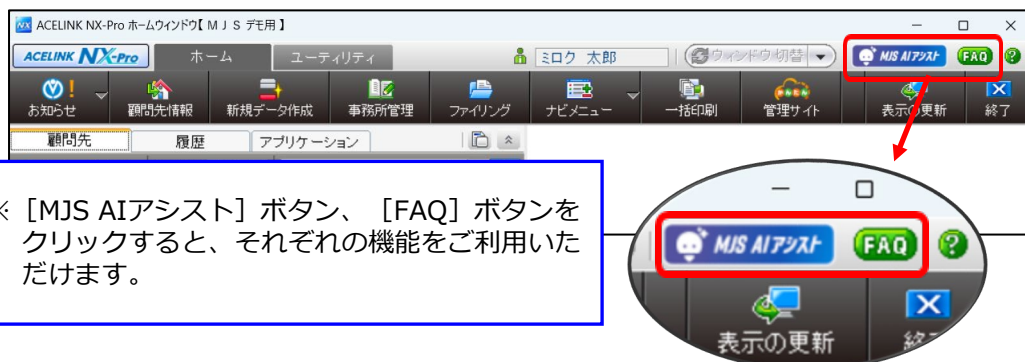 ACELINK NX-Pro ホームウィンドウ【 M J S デモ用 】
ACELINK NX-Pro ホーム ユーティリティ ミロク 太郎 ウィンドウ切替 MJS AIアシスト FAQ ?
お知らせ 顧問先情報 新規データ作成 事務所管理 ファイリング ナビメニュー 一括印刷 管理サイト 表示の更新 終了
顧問先 履歴 アプリケーション
※［MJS AIアシスト］ボタン、［FAQ］ボタンを
クリックすると、それぞれの機能をご利用いた
だけます。
MJS AIアシスト FAQ ?
表示の更新 終